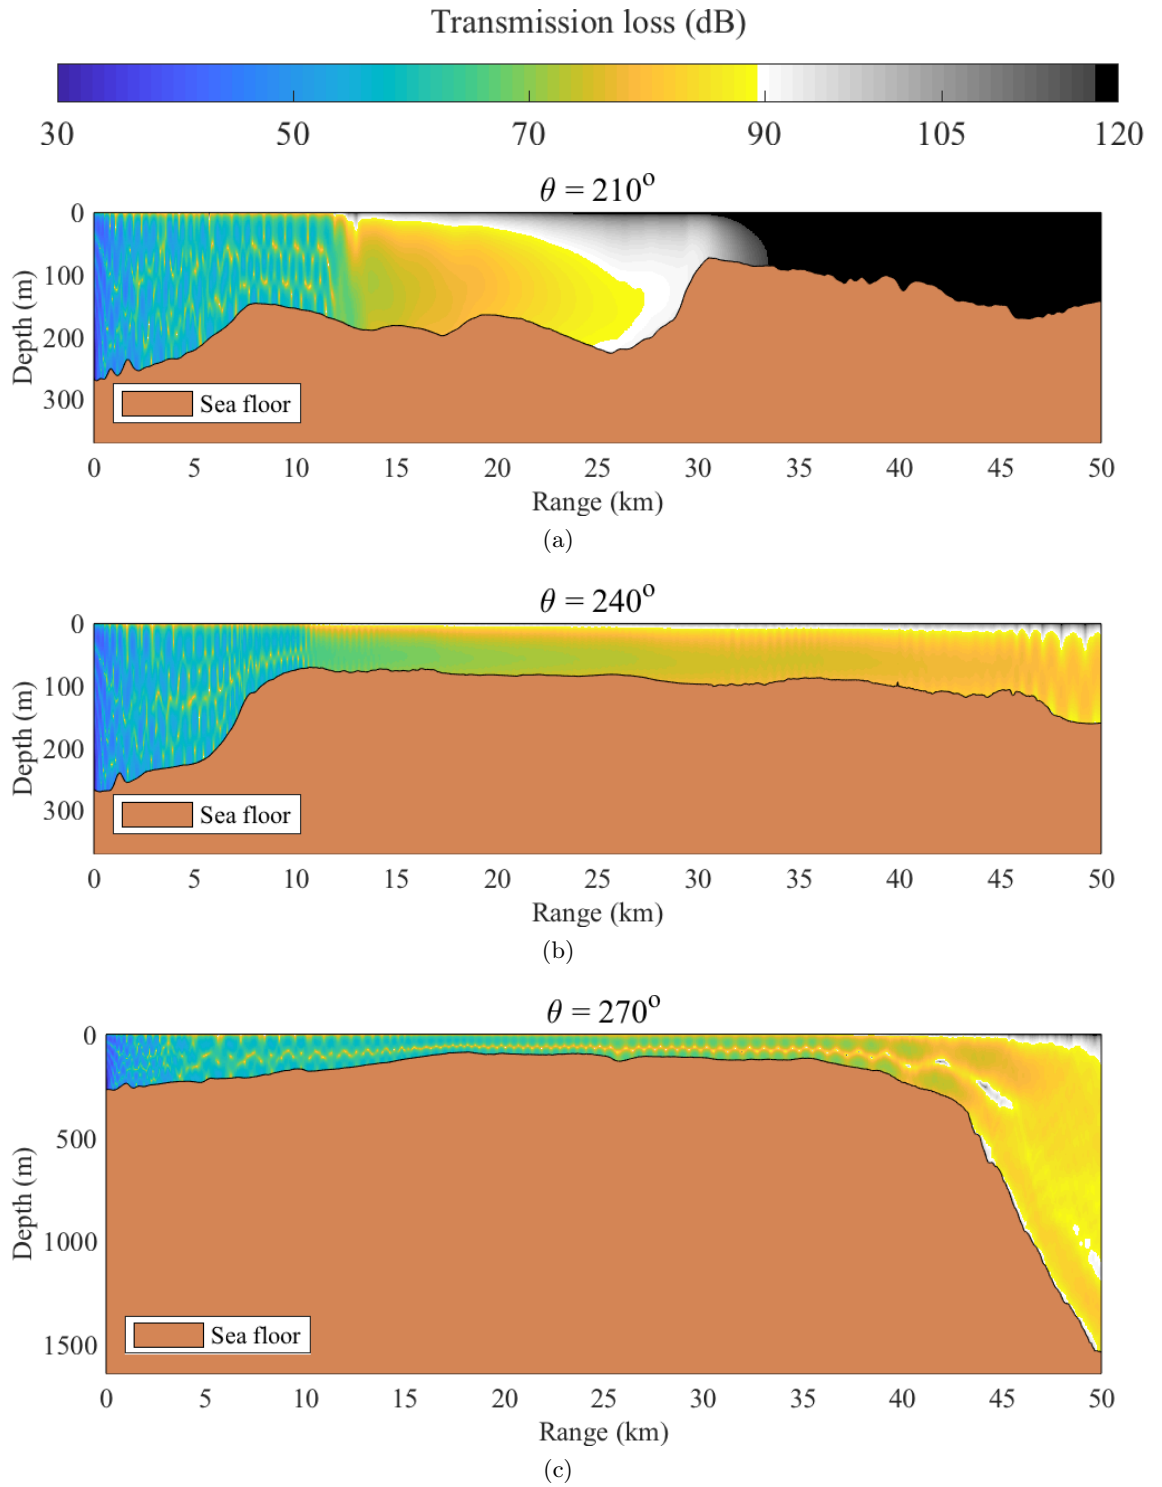 Transmission loss (dB)
30 50 70 90 105 120
θ = 210°
0
100
200
300
Depth (m)
Sea floor
0 5 10 15 20 25 30 35 40 45 50
Range (km)
(a)
θ = 240°
0
100
200
300
Depth (m)
Sea floor
0 5 10 15 20 25 30 35 40 45 50
Range (km)
(b)
θ = 270°
0
500
1000
1500
Depth (m)
Sea floor
0 5 10 15 20 25 30 35 40 45 50
Range (km)
(c)